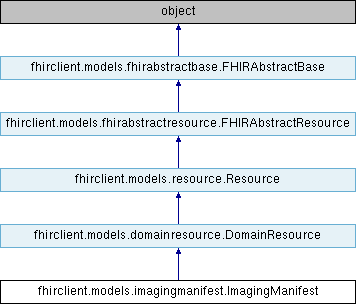 object
fhirclient.models.fhirabstractbase.FHIRAbstractBase
fhirclient.models.fhirabstractresource.FHIRAbstractResource
fhirclient.models.resource.Resource
fhirclient.models.domainresource.DomainResource
fhirclient.models.imagingmanifest.ImagingManifest